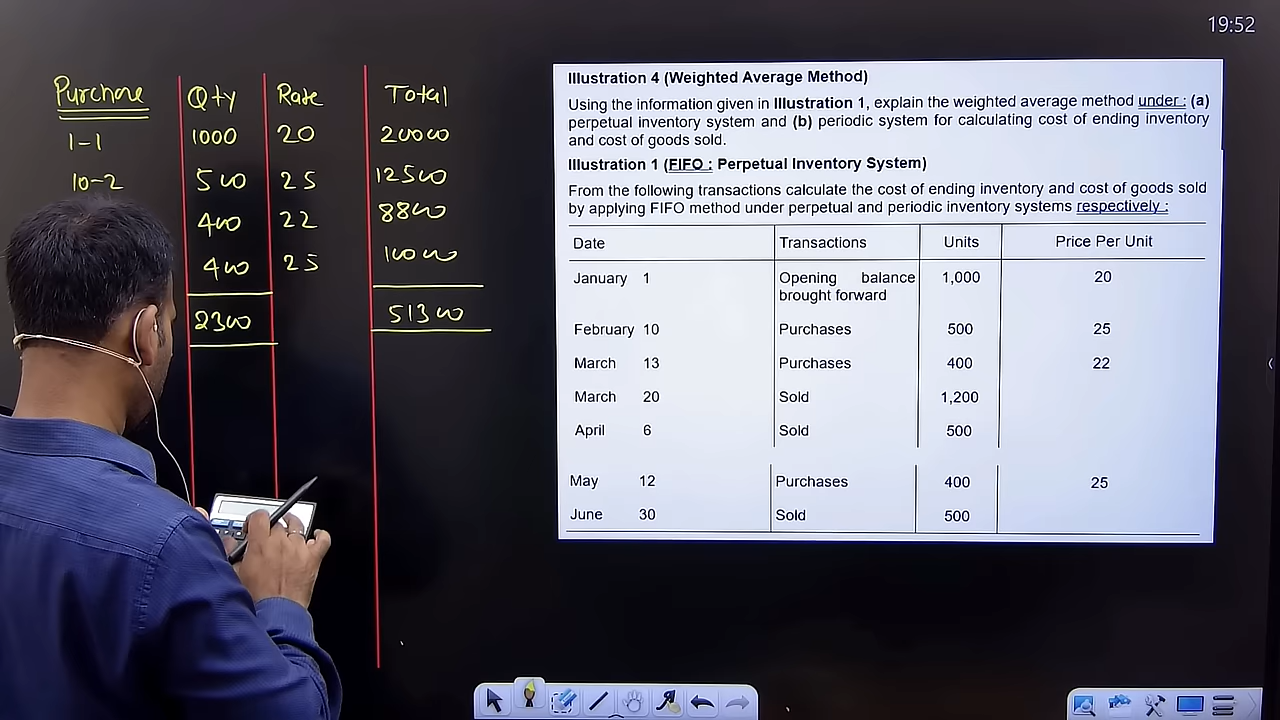 19:52
Purchase Qty Rate Total
1-1 1000 20 20000
10-2 500 25 12500
400 22 8800
400 25 10000
2300 51300
Illustration 4 (Weighted Average Method)
Using the information given in Illustration 1, explain the weighted average method under : (a)
perpetual inventory system and (b) periodic system for calculating cost of ending inventory
and cost of goods sold.
Illustration 1 (FIFO : Perpetual Inventory System)
From the following transactions calculate the cost of ending inventory and cost of goods sold
by applying FIFO method under perpetual and periodic inventory systems respectively :
Date Transactions Units Price Per Unit
January 1 Opening balance 1,000 20
brought forward
February 10 Purchases 500 25
March 13 Purchases 400 22
March 20 Sold 1,200
April 6 Sold 500
May 12 Purchases 400 25
June 30 Sold 500